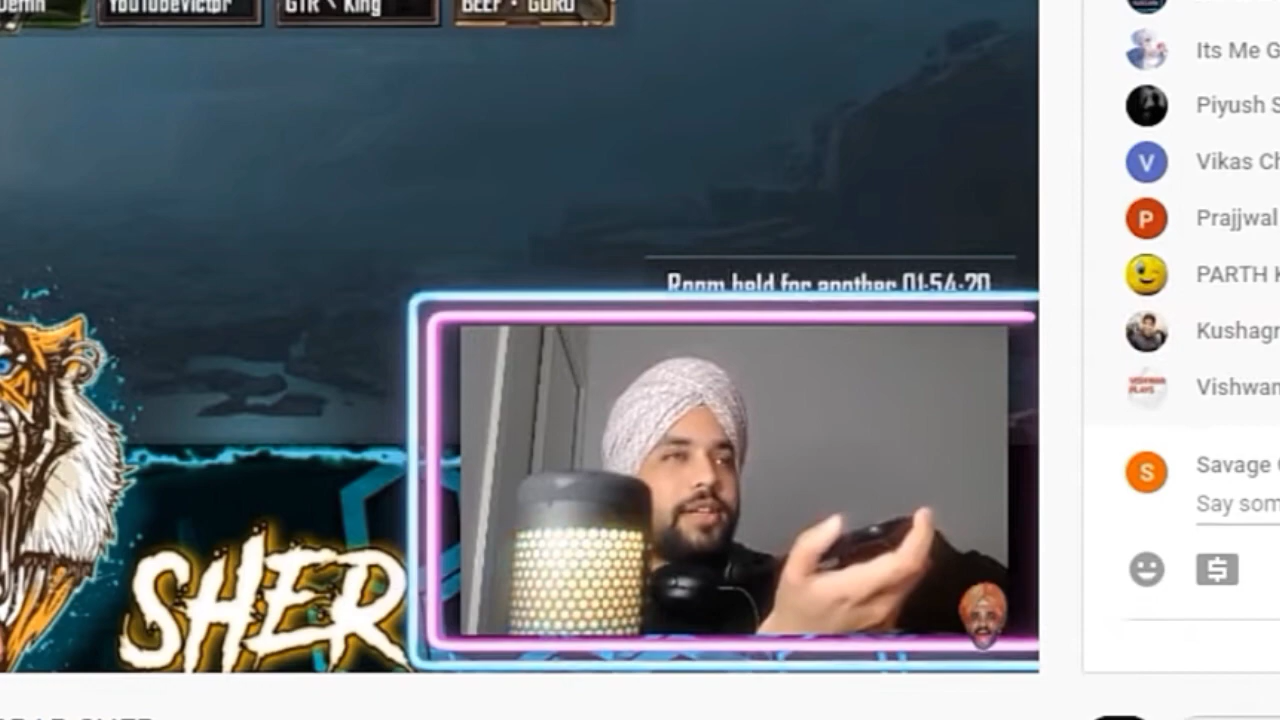 YouTubeVictor
GTR \ King
BEEF • GURU
Its Me G
Piyush S
Vikas Ch
V
Prajjwal
P
Room held for another 01:54:20
PARTH K
Kushagr
Vishwan
Savage
S
Say som
SHER